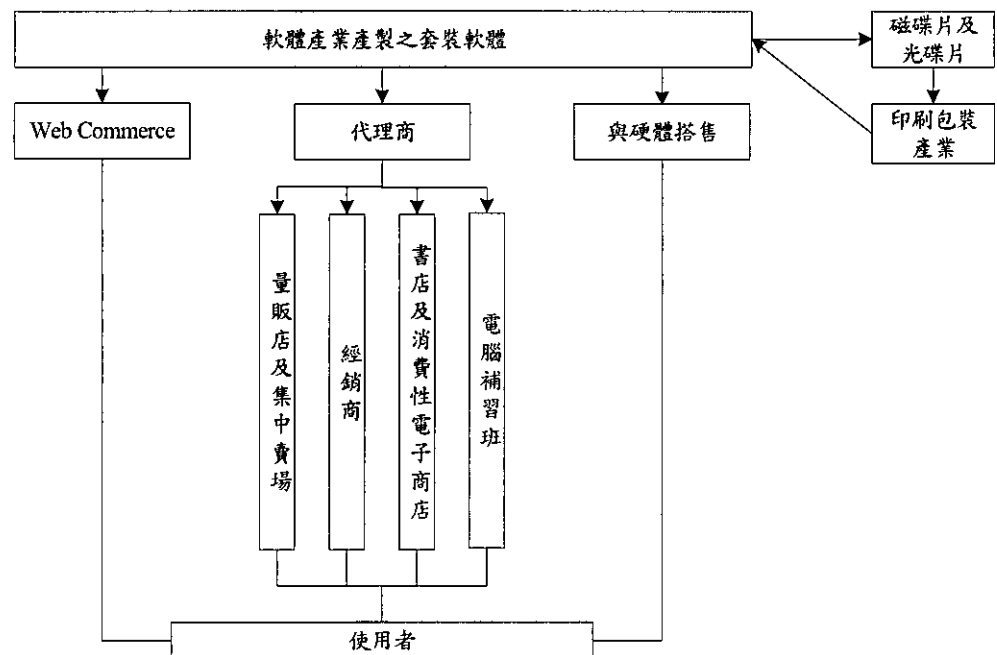 軟體產業產製之套裝軟體
磁碟片及
光碟片
Web Commerce
代理商
與硬體搭售
印刷包裝
產業
量販店及集中賣場
經銷商
書店及消費性電子商店
電腦補習班
使用者